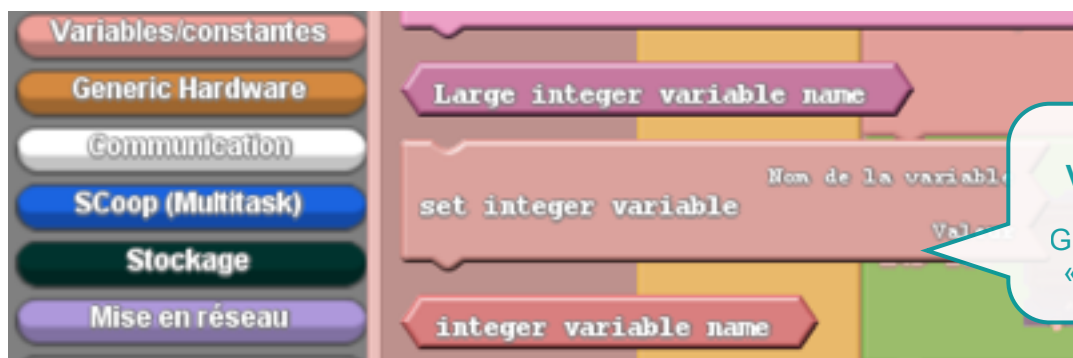 Variables/constantes
Generic Hardware
Communication
SCoop (Multitask)
Stockage
Mise en réseau
Large integer variable name
Nom de la variable
set integer variable
Valeur
integer variable name
V
G
«